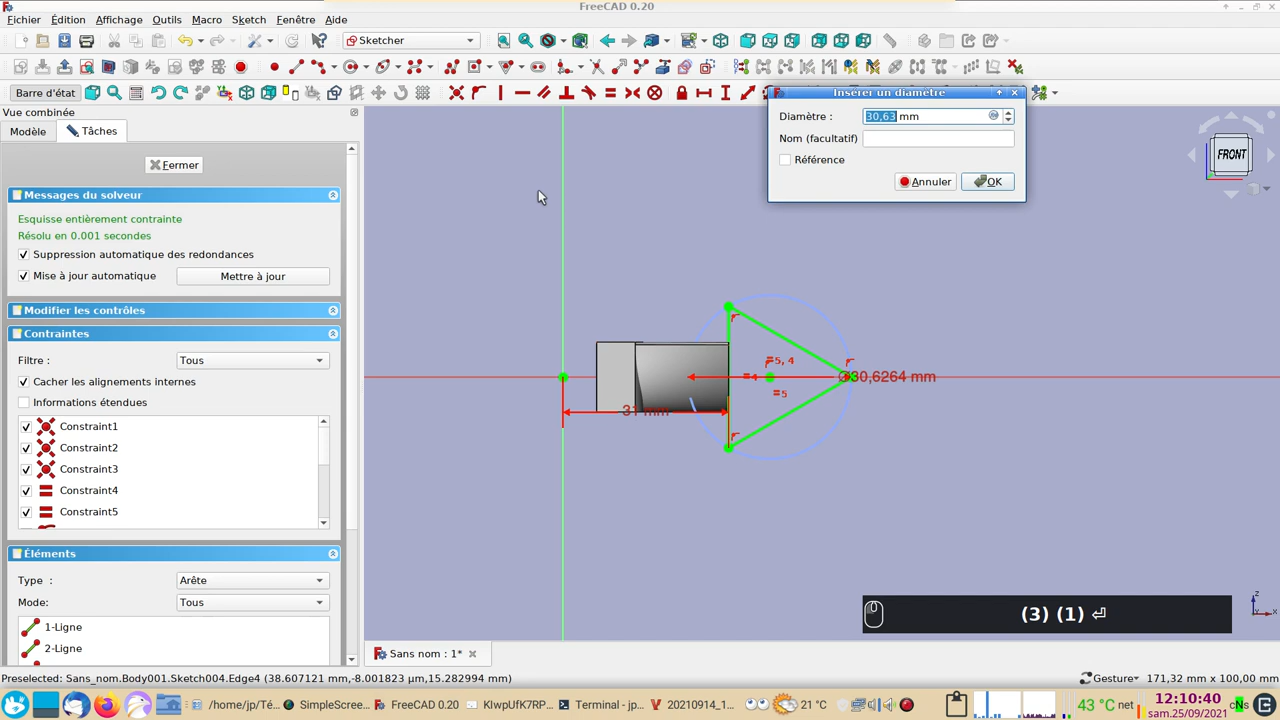 FreeCAD 0.20
Fichier Édition Affichage Outils Macro Sketch Fenêtre Aide
Sketcher
Barre d'état
Vue combinée
Modèle Tâches
Fermer
Messages du solveur
Esquisse entièrement contrainte
Résolu en 0.001 secondes
Suppression automatique des redondances
Mise à jour automatique
Mettre à jour
Modifier les contrôles
Contraintes
Filtre :
Tous
Cacher les alignements internes
Informations étendues
Constraint1
Constraint2
Constraint3
Constraint4
Constraint5
Éléments
Type :
Arête
Mode:
Tous
1-Ligne
2-Ligne
Insérer un diamètre
Diamètre :
30,63 mm
Nom (facultatif)
Référence
Annuler
OK
FRONT
5, 4
4
5
∅30,6264 mm
31 mm
(3) (1) ⏎
z
x
Sans nom : 1*
Preselected: Sans_nom.Body001.Sketch004.Edge4 (38.607121 mm,-8.001823 µm,15.282994 mm)
Gesture
171,32 mm x 100,00 mm
/home/jp/Té...
SimpleScreen...
FreeCAD 0.20
KIwpUfK7RP...
Terminal - jp...
20210914_1...
21 °C
43 °C net
12:10:40
sam.25/09/2021
cNs